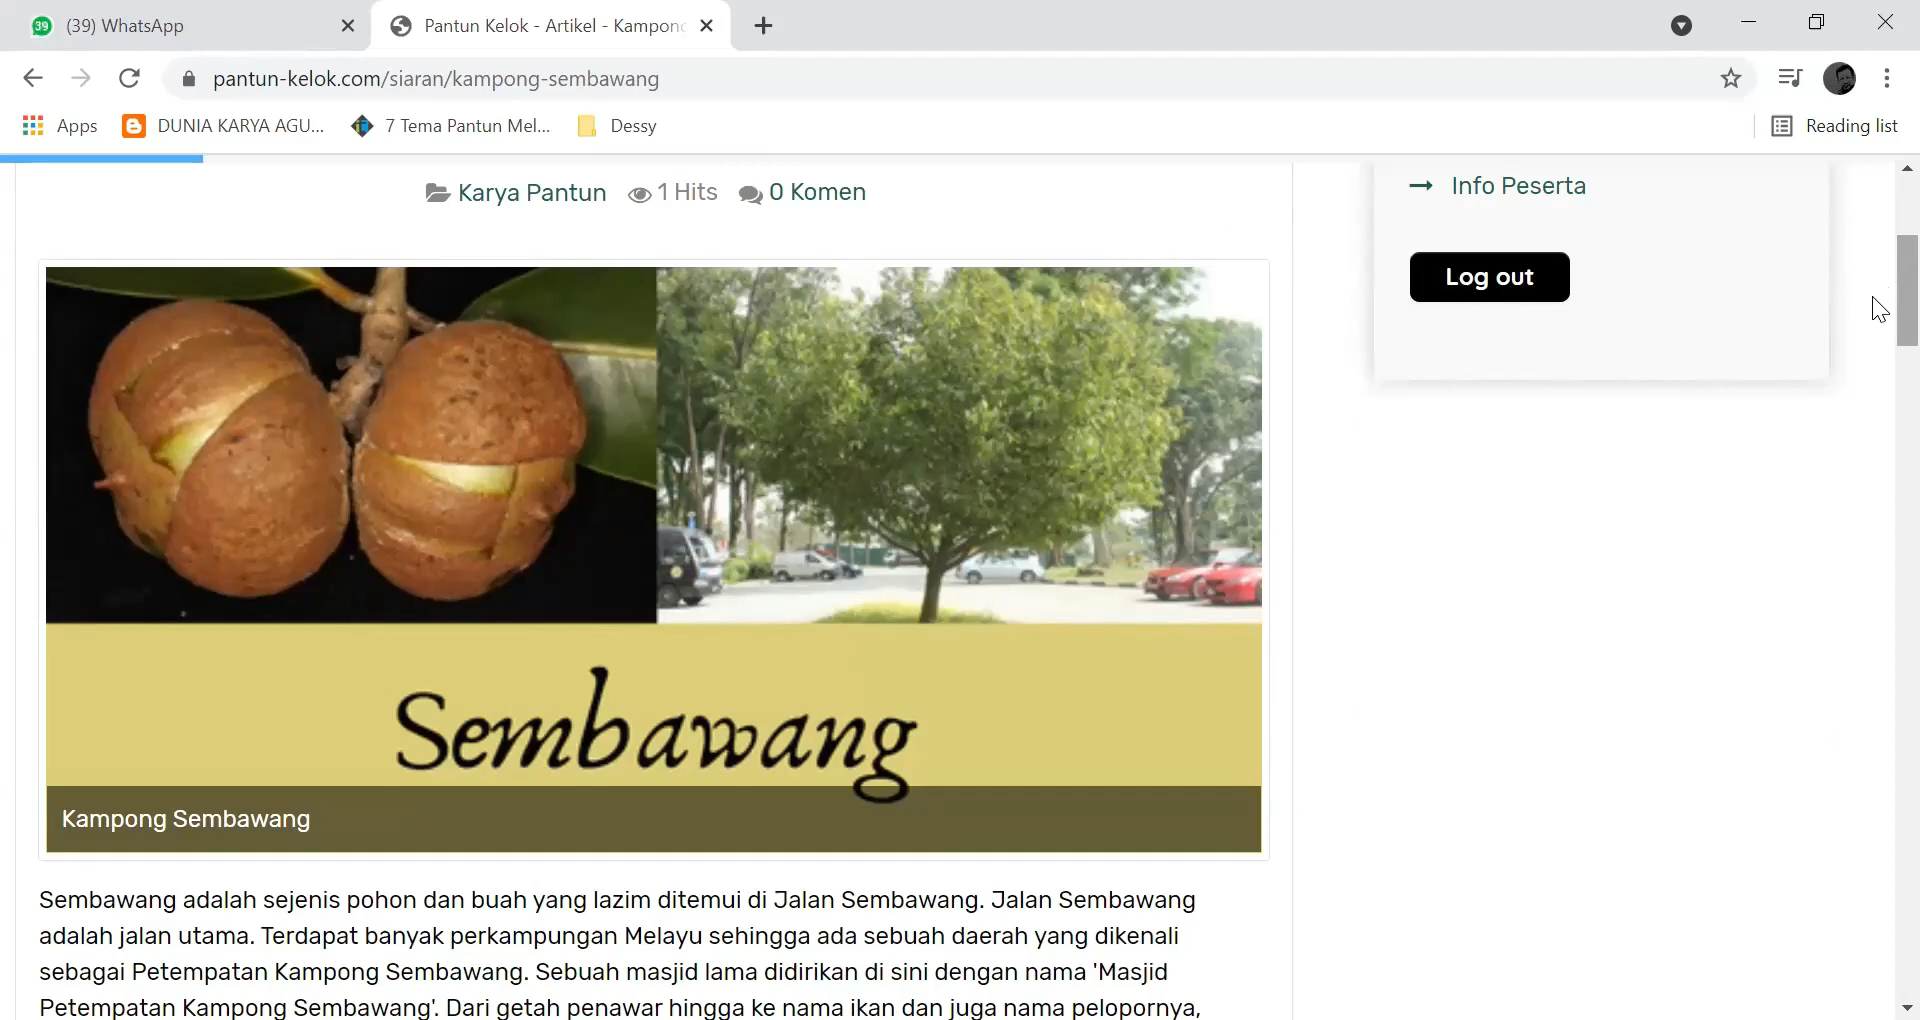 39
(39) WhatsApp
Pantun Kelok - Artikel - Kampong
pantun-kelok.com/siaran/kampong-sembawang
Apps
DUNIA KARYA AGU...
7 Tema Pantun Mel...
Dessy
Reading list
Karya Pantun 1 Hits 0 Komen
Info Peserta
Log out
Sembawang
Kampong Sembawang
Sembawang adalah sejenis pohon dan buah yang lazim ditemui di Jalan Sembawang. Jalan Sembawang
adalah jalan utama. Terdapat banyak perkampungan Melayu sehingga ada sebuah daerah yang dikenali
sebagai Petempatan Kampong Sembawang. Sebuah masjid lama didirikan di sini dengan nama 'Masjid
Petempatan Kampong Sembawang'. Dari getah penawar hingga ke nama ikan dan juga nama pelopornya,